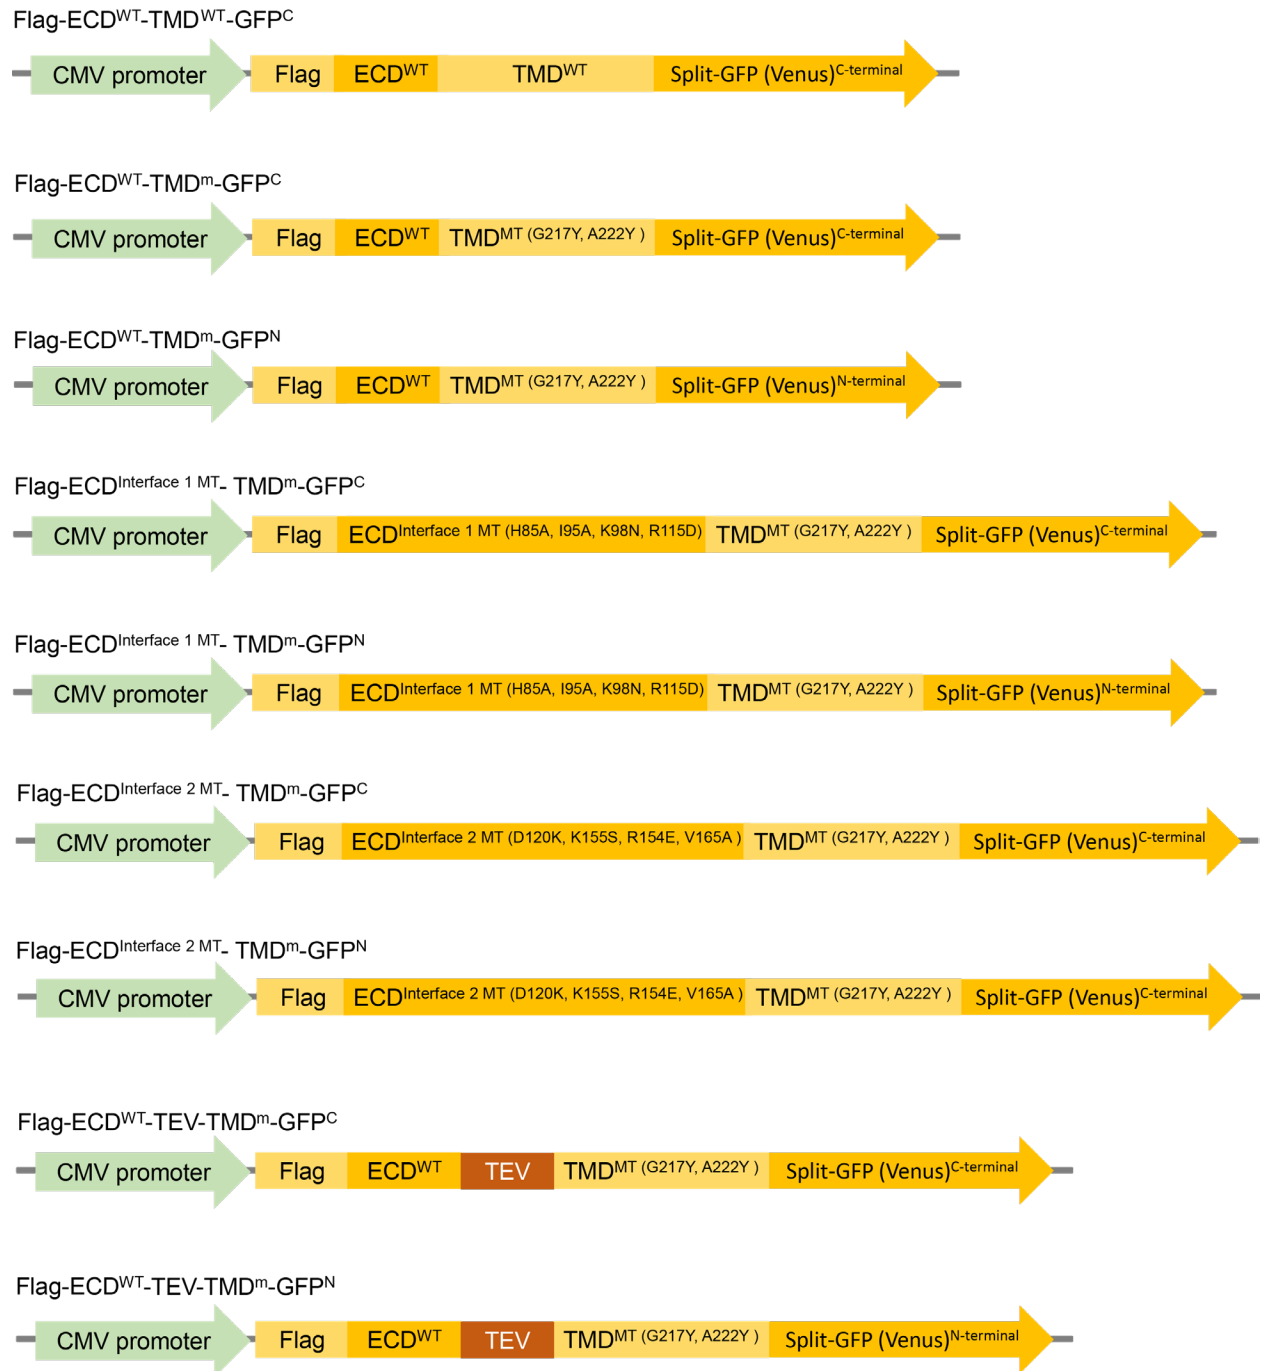 Flag-ECDWT-TMDWT-GFPC
CMV promoter Flag ECDWT TMDWT Split-GFP (Venus)C-terminal
Flag-ECDWT-TMDm-GFPC
CMV promoter Flag ECDWT TMDMT (G217Y, A222Y ) Split-GFP (Venus)C-terminal
Flag-ECDWT-TMDm-GFPN
CMV promoter Flag ECDWT TMDMT (G217Y, A222Y ) Split-GFP (Venus)N-terminal
Flag-ECDInterface 1 MT- TMDm-GFPC
CMV promoter Flag ECDInterface 1 MT (H85A, I95A, K98N, R115D) TMDMT (G217Y, A222Y ) Split-GFP (Venus)C-terminal
Flag-ECDInterface 1 MT- TMDm-GFPN
CMV promoter Flag ECDInterface 1 MT (H85A, I95A, K98N, R115D) TMDMT (G217Y, A222Y ) Split-GFP (Venus)N-terminal
Flag-ECDInterface 2 MT- TMDm-GFPC
CMV promoter Flag ECDInterface 2 MT (D120K, K155S, R154E, V165A ) TMDMT (G217Y, A222Y ) Split-GFP (Venus)C-terminal
Flag-ECDInterface 2 MT- TMDm-GFPN
CMV promoter Flag ECDInterface 2 MT (D120K, K155S, R154E, V165A ) TMDMT (G217Y, A222Y ) Split-GFP (Venus)C-terminal
Flag-ECDWT-TEV-TMDm-GFPC
CMV promoter Flag ECDWT TEV TMDMT (G217Y, A222Y ) Split-GFP (Venus)C-terminal
Flag-ECDWT-TEV-TMDm-GFPN
CMV promoter Flag ECDWT TEV TMDMT (G217Y, A222Y ) Split-GFP (Venus)N-terminal